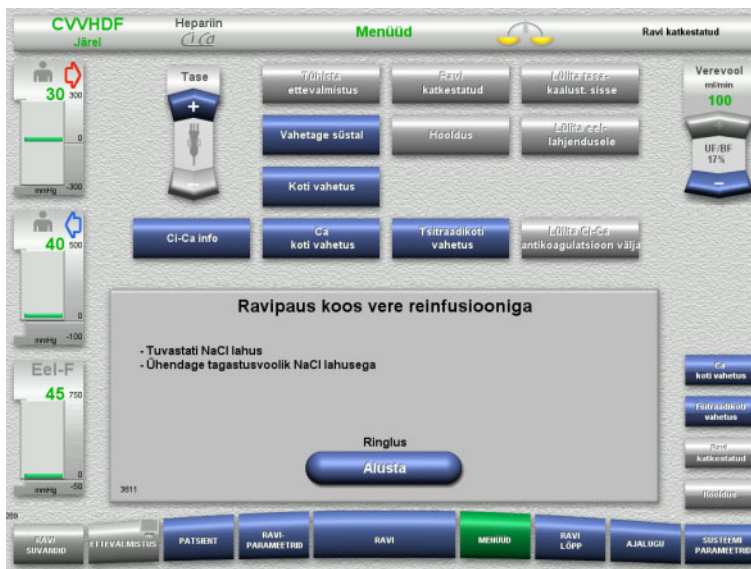 CVVHDF
Järel
Heparin
Ci Ca
Menüüd
Ravi katkestatud
30
300
0
mmHg
-300
40
500
0
mmHg
-100
Eel-F
45
750
0
mmHg
-50
Tase
+
−
Tühista
ettevalmistus
Ravi
katkestatud
Lülita tasa-
kaalust. sisse
Vahetage süstal
Hooldus
Lülita eel-
lahjendusele
Koti vahetus
Ci-Ca info
Ca
koti vahetus
Tsitraadikoti
vahetus
Lülita Ci-Ca
antikoagulatsioon välja
Verevool
ml/min
100
+
UF/BF
17%
−
Ravipaus koos vere reinfusiooniga
- Tuvastati NaCl lahus
- Ühendage tagastusvoolik NaCl lahusega
Ringlus
Alusta
3811
Ca
koti vahetus
Tsitraadikoti
vahetus
Ravi
katkestatud
Hooldus
RAVI
SUVANDID
ETTEVALMISTUS
PATSIENT
RAVI-
PARAMEETRID
RAVI
MENÜÜD
RAVI
LÕPP
AJALUGU
SÜSTEEMI
PARAMEETRID